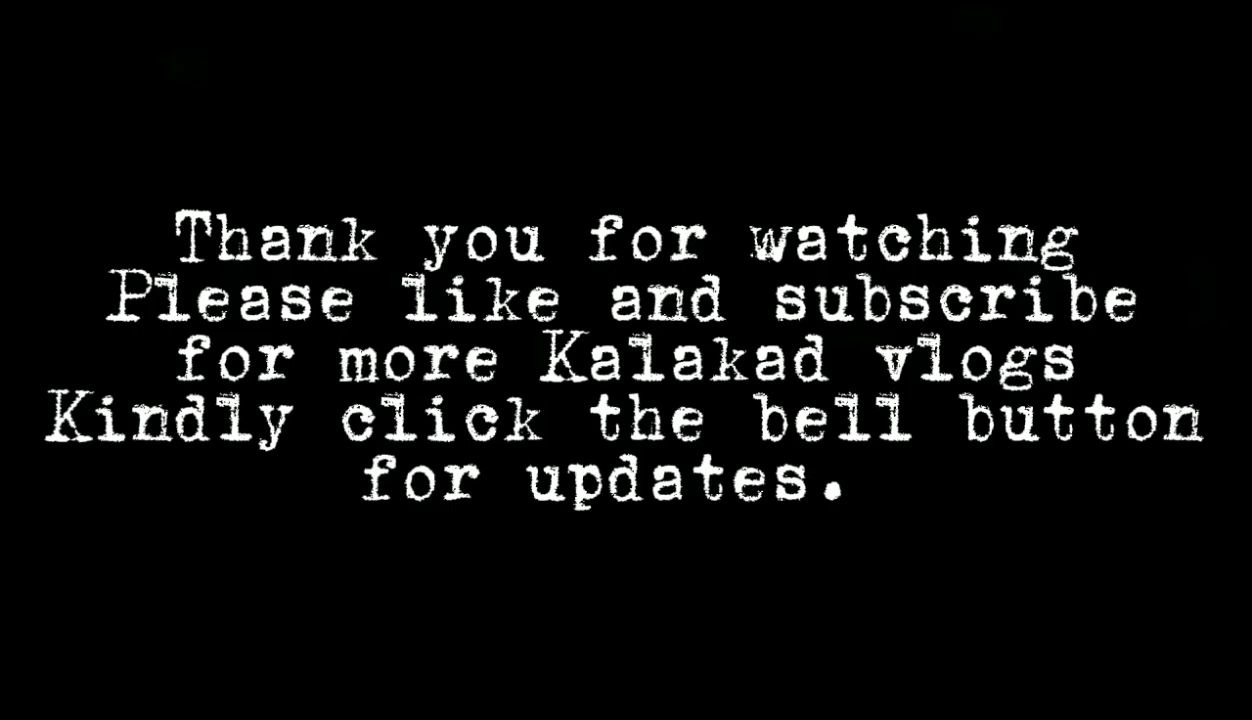 Thank you for watching
Please like and subscribe
for more Kalakad vlogs
Kindly click the bell button
for updates.